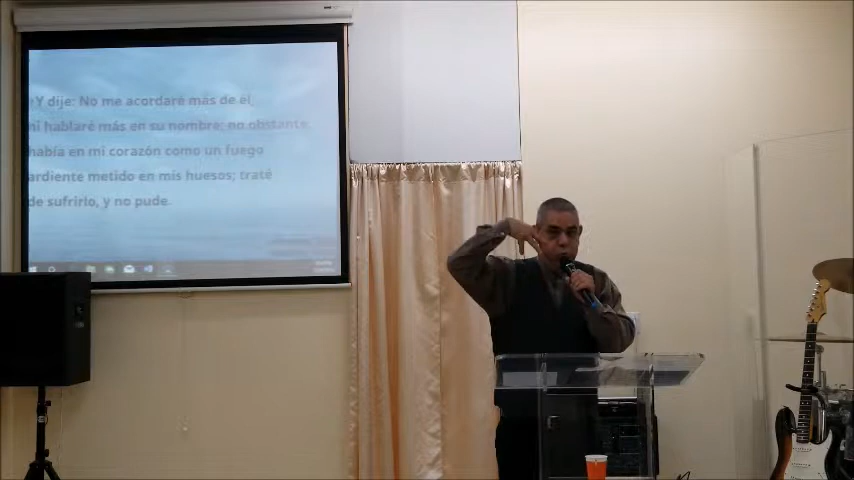 Y dije: No me acordaré más de él,
ni hablaré más en su nombre; no obstante,
había en mi corazón como un fuego
ardiente metido en mis huesos; traté
de sufrirlo, y no pude.